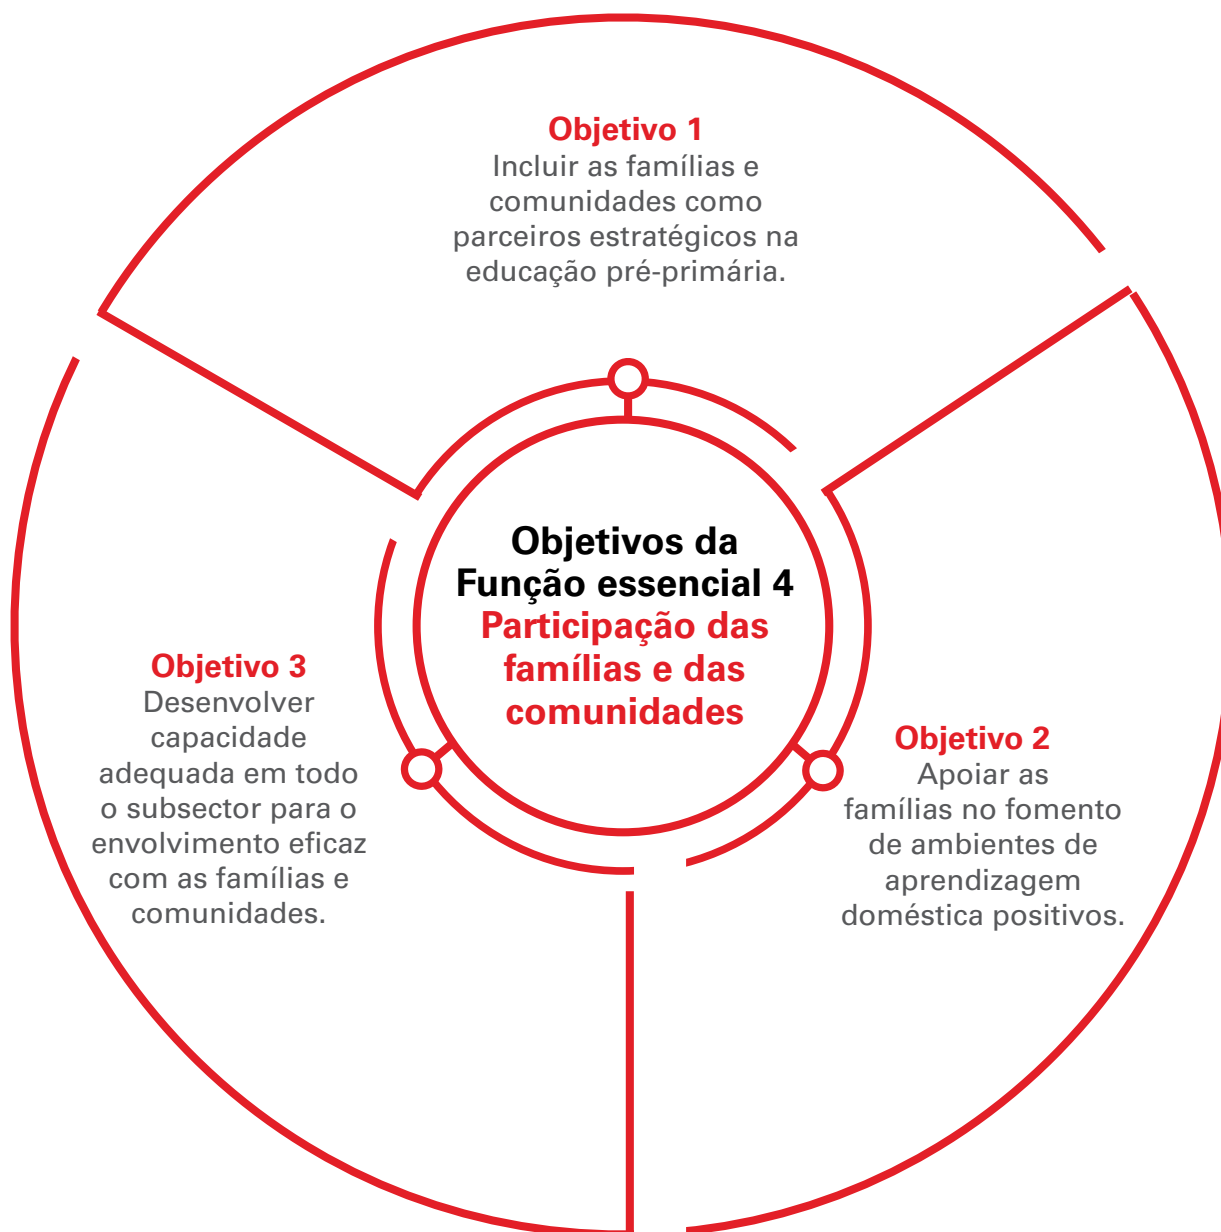 Objetivo 1
Incluir as famílias e
comunidades como
parceiros estratégicos na
educação pré-primária.
Objetivos da
Função essencial 4
Participação das
famílias e das
comunidades
Objetivo 2
Apoiar as
famílias no fomento
de ambientes de
aprendizagem
doméstica positivos.
Objetivo 3
Desenvolver
capacidade
adequada em todo
o subsector para o
envolvimento eficaz
com as famílias e
comunidades.